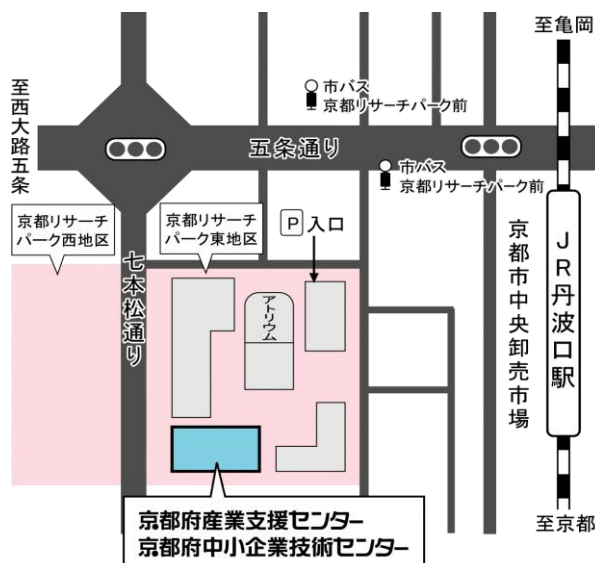 至亀岡
至西大路五条
市バス
京都リサーチパーク前
五条通り
市バス
京都リサーチパーク前
京都リサーチ
パーク西地区
京都リサーチ
パーク東地区
P 入口
七本松通り
アトリウム
京都市中央卸売市場
JR丹波口駅
京都府産業支援センター
京都府中小企業技術センター
至京都